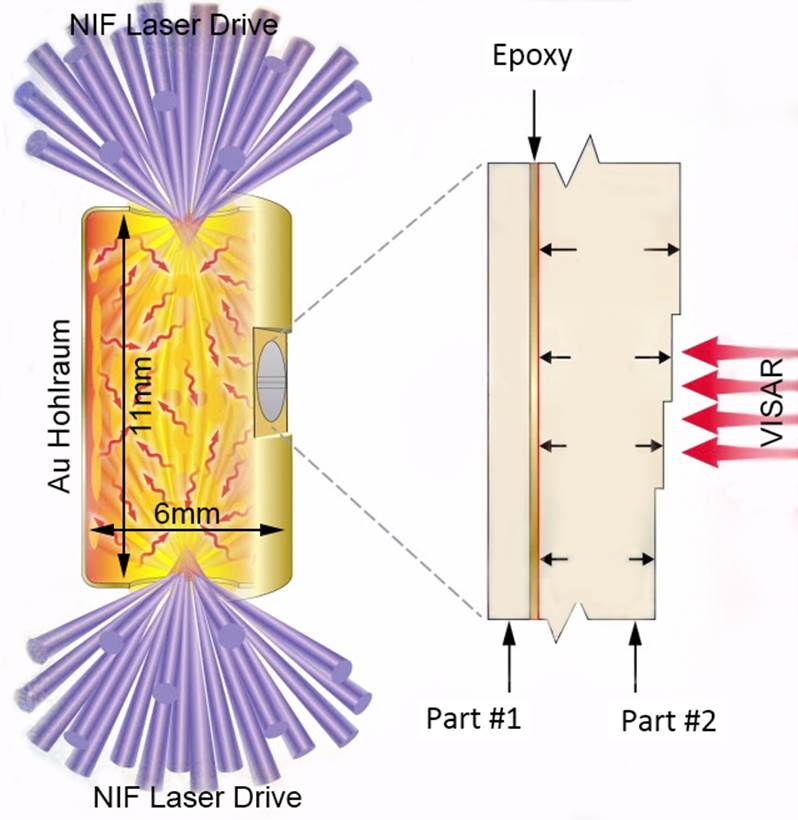 NIF Laser Drive
Epoxy
Au Hohlraum
11mm
6mm
VISAR
Part #1
Part #2
NIF Laser Drive